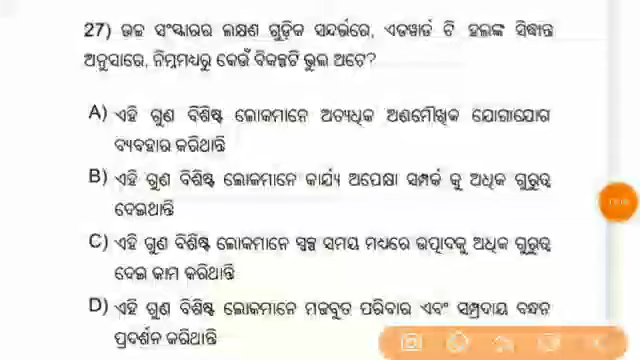 27) ଉଚ୍ଚ ସଂସ୍କାରର ଲକ୍ଷଣ ଗୁଡ଼ିକ ସନ୍ଦର୍ଭରେ, ଏଡୱାର୍ଡ ଟି ହଲଙ୍କ ସିଦ୍ଧାନ୍ତ
ଅନୁସାରେ, ନିମ୍ନମଧ୍ୟରୁ କେଉଁ ବିକଳ୍ପଟି ଭୁଲ ଅଟେ?
A) ଏହି ଗୁଣ ବିଶିଷ୍ଟ ଲୋକମାନେ ଅତ୍ୟଧିକ ଅଣମୌଖିକ ଯୋଗାଯୋଗ
ବ୍ୟବହାର କରିଥାନ୍ତି
B) ଏହି ଗୁଣ ବିଶିଷ୍ଟ ଲୋକମାନେ କାର୍ଯ୍ୟ ଅପେକ୍ଷା ସମ୍ପର୍କ କୁ ଅଧିକ ଗୁରୁତ୍ୱ
ଦେଇଥାନ୍ତି
C) ଏହି ଗୁଣ ବିଶିଷ୍ଟ ଲୋକମାନେ ସ୍ୱଳ୍ପ ସମୟ ମଧ୍ୟରେ ଉତ୍ପାଦକୁ ଅଧିକ ଗୁରୁତ୍ୱ
ଦେଇ କାମ କରିଥାନ୍ତି
D) ଏହି ଗୁଣ ବିଶିଷ୍ଟ ଲୋକମାନେ ମଜବୁତ ପରିବାର ଏବଂ ସମ୍ପ୍ରଦାୟ ବନ୍ଧନ
ପ୍ରଦର୍ଶନ କରିଥାନ୍ତି